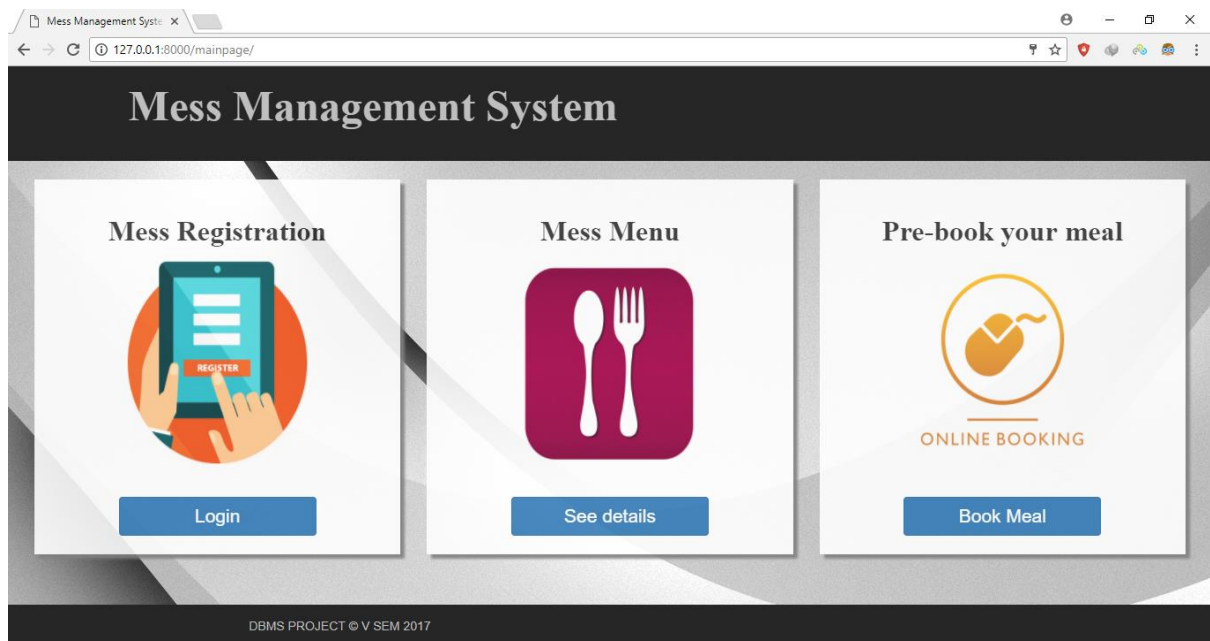 Mess Management Syste
127.0.0.1:8000/mainpage/
Mess Management System
Mess Registration
REGISTER
Login
Mess Menu
See details
Pre-book your meal
ONLINE BOOKING
Book Meal
DBMS PROJECT © V SEM 2017